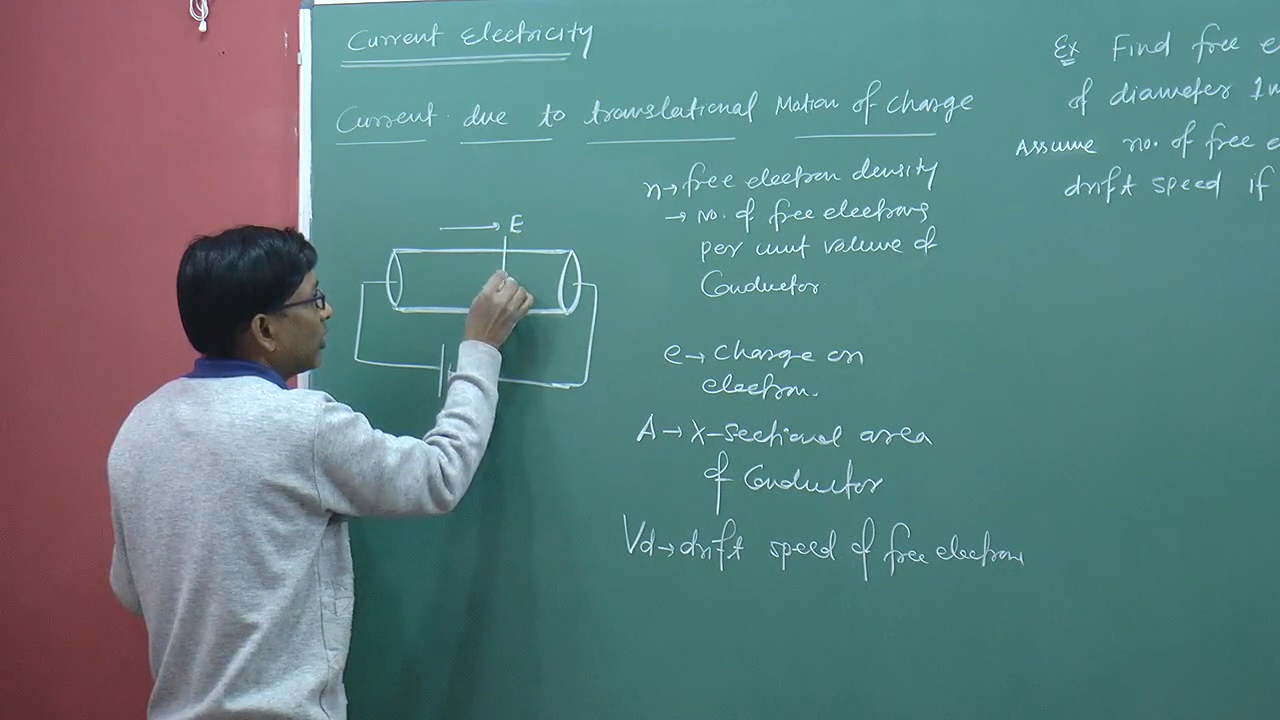 Current Electricity
Current due to translational Motion of Charge
n→free electron density
→ No. of free electrons
per unit volume of
Conductor
E
e→ Charge on
electron.
A→X-sectional area
of Conductor
Vd→drift speed of free electrons
Ex Find free e
of diameter 1
Assume no. of free e
drift speed if